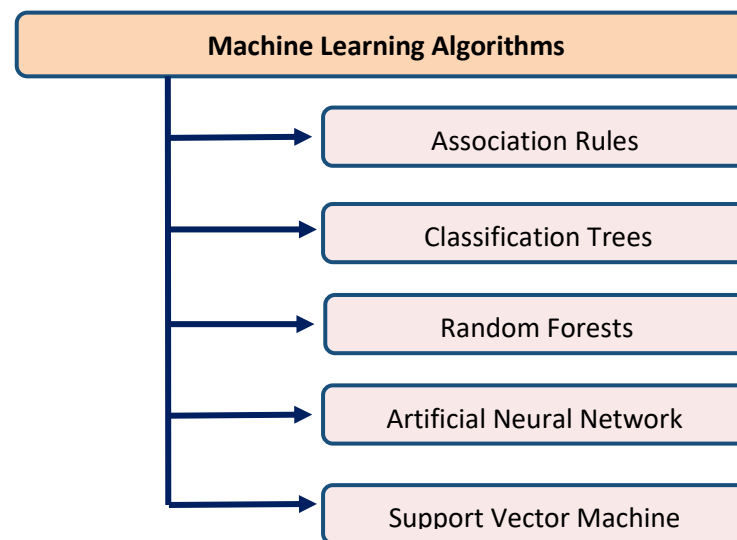 Machine Learning Algorithms
Association Rules
Classification Trees
Random Forests
Artificial Neural Network
Support Vector Machine